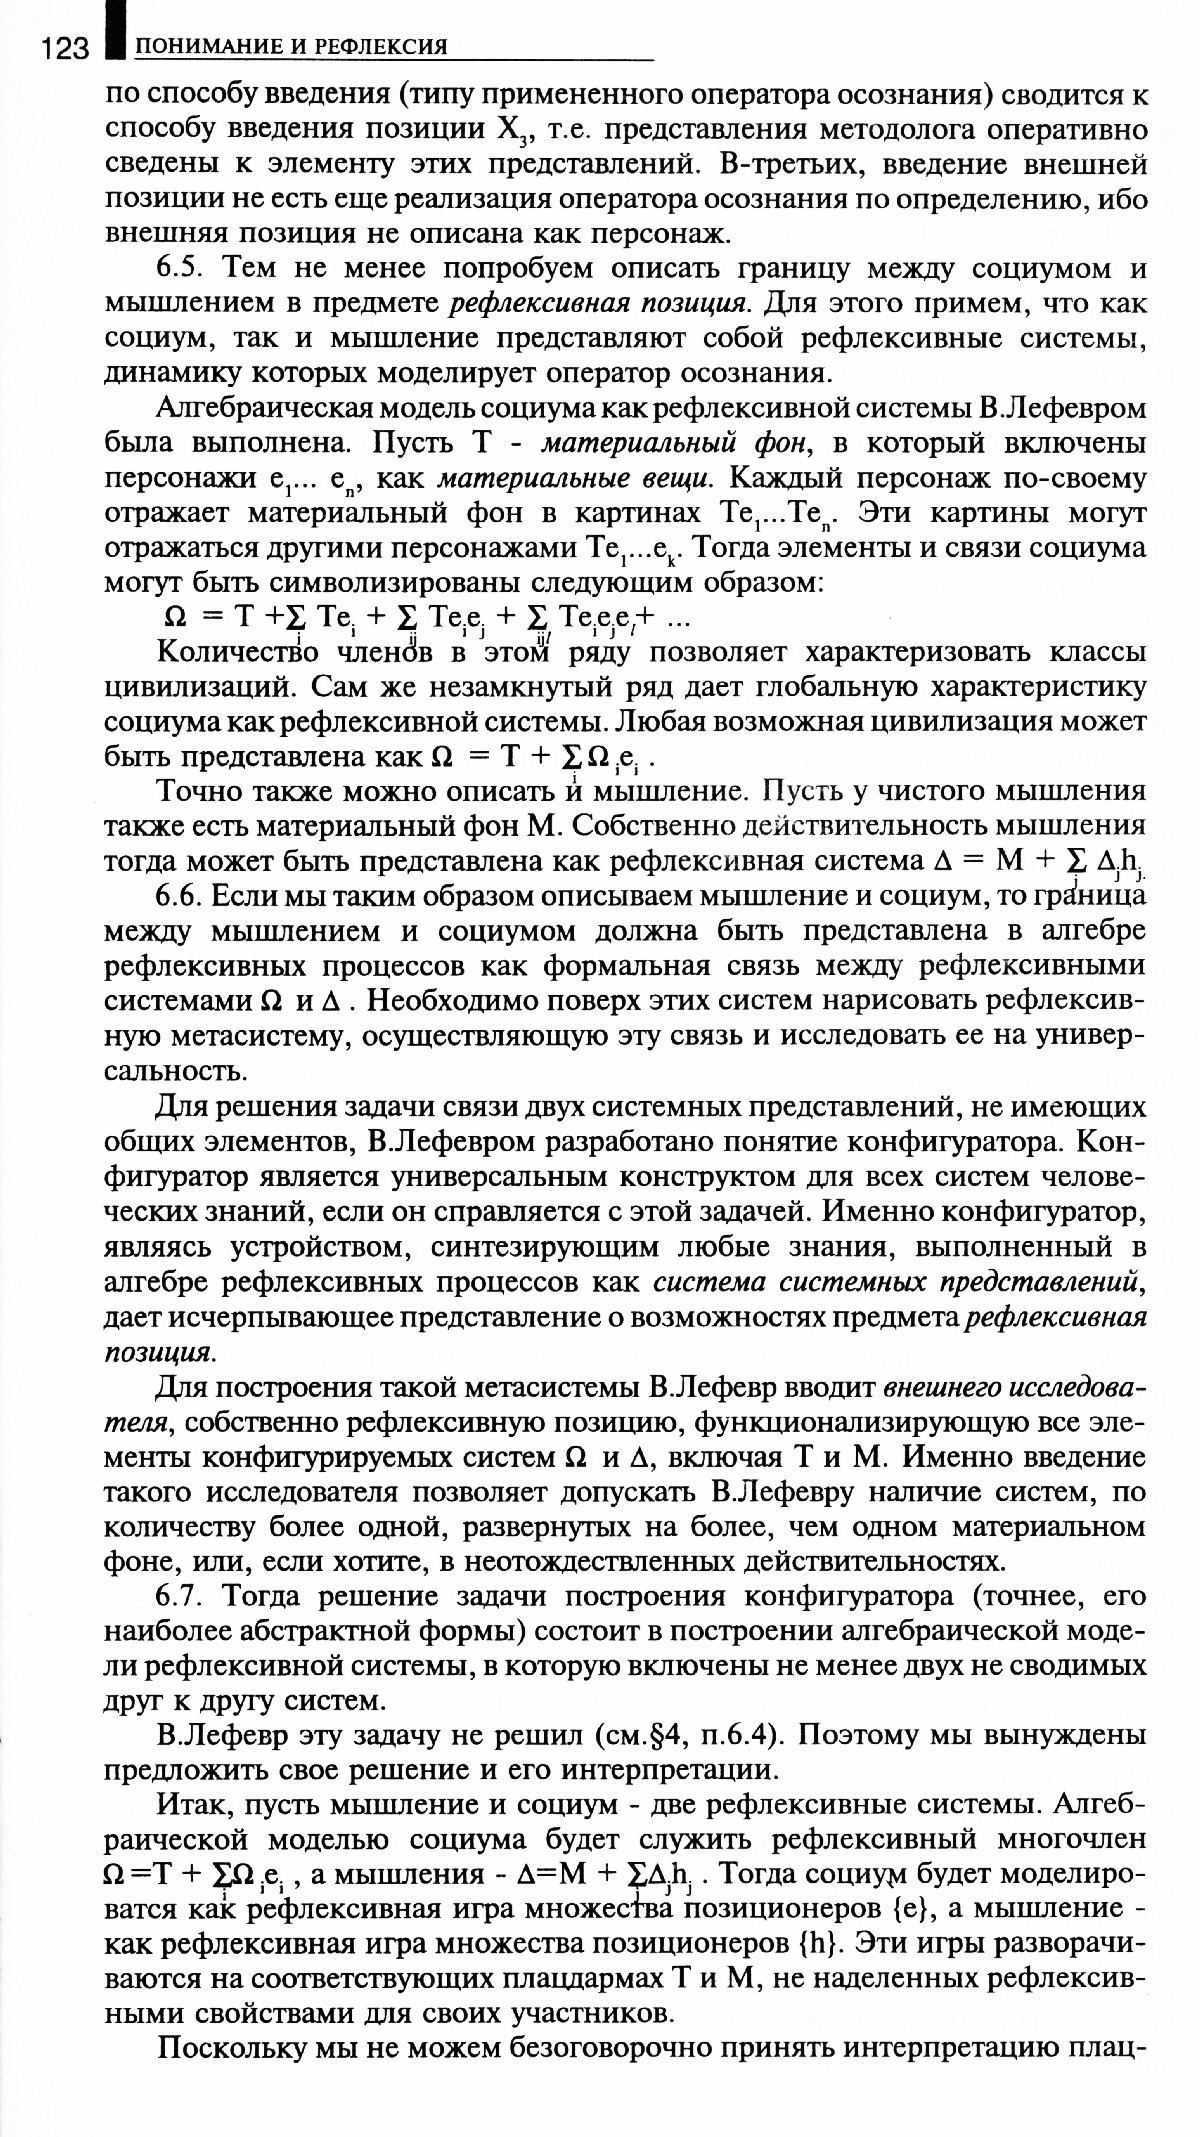 123 ПОНИМАНИЕ И РЕФЛЕКСИЯ
по способу введения (типу примененного оператора осознания) сводится к
способу введения позиции X₃, т.е. представления методолога оперативно
сведены к элементу этих представлений. В-третьих, введение внешней
позиции не есть еще реализация оператора осознания по определению, ибо
внешняя позиция не описана как персонаж.
6.5. Тем не менее попробуем описать границу между социумом и
мышлением в предмете рефлексивная позиция. Для этого примем, что как
социум, так и мышление представляют собой рефлексивные системы,
динамику которых моделирует оператор осознания.
Алгебраическая модель социума как рефлексивной системы В.Лефевром
была выполнена. Пусть Т - материальный фон, в который включены
персонажи e₁... eₙ, как материальные вещи. Каждый персонаж по-своему
отражает материальный фон в картинах Te₁...Teₙ. Эти картины могут
отражаться другими персонажами Te₁...eₖ. Тогда элементы и связи социума
могут быть символизированы следующим образом:
Ω = T +∑ᵢ Teᵢ + ∑ᵢⱼ Teᵢeⱼ + ∑ᵢⱼₗ Teᵢeⱼeₗ+ ...
Количество членов в этом ряду позволяет характеризовать классы
цивилизаций. Сам же незамкнутый ряд дает глобальную характеристику
социума как рефлексивной системы. Любая возможная цивилизация может
быть представлена как Ω = T + ∑ᵢ Ωᵢeᵢ .
Точно также можно описать и мышление. Пусть у чистого мышления
также есть материальный фон М. Собственно действительность мышления
тогда может быть представлена как рефлексивная система Δ = M + ∑ⱼ Δⱼhⱼ.
6.6. Если мы таким образом описываем мышление и социум, то граница
между мышлением и социумом должна быть представлена в алгебре
рефлексивных процессов как формальная связь между рефлексивными
системами Ω и Δ . Необходимо поверх этих систем нарисовать рефлексив-
ную метасистему, осуществляющую эту связь и исследовать ее на универ-
сальность.
Для решения задачи связи двух системных представлений, не имеющих
общих элементов, В.Лефевром разработано понятие конфигуратора. Кон-
фигуратор является универсальным конструктом для всех систем челове-
ческих знаний, если он справляется с этой задачей. Именно конфигуратор,
являясь устройством, синтезирующим любые знания, выполненный в
алгебре рефлексивных процессов как система системных представлений,
дает исчерпывающее представление о возможностях предмета рефлексивная
позиция.
Для построения такой метасистемы В.Лефевр вводит внешнего исследова-
теля, собственно рефлексивную позицию, функционализирующую все эле-
менты конфигурируемых систем Ω и Δ, включая Т и М. Именно введение
такого исследователя позволяет допускать В.Лефевру наличие систем, по
количеству более одной, развернутых на более, чем одном материальном
фоне, или, если хотите, в неотождествленных действительностях.
6.7. Тогда решение задачи построения конфигуратора (точнее, его
наиболее абстрактной формы) состоит в построении алгебраической моде-
ли рефлексивной системы, в которую включены не менее двух не сводимых
друг к другу систем.
В.Лефевр эту задачу не решил (см.§4, п.6.4). Поэтому мы вынуждены
предложить свое решение и его интерпретации.
Итак, пусть мышление и социум - две рефлексивные системы. Алгеб-
раической моделью социума будет служить рефлексивный многочлен
Ω =T + ∑ᵢΩᵢeᵢ , а мышления - Δ=M + ∑ⱼΔⱼhⱼ . Тогда социум будет моделиро-
ватся как рефлексивная игра множества позиционеров {e}, а мышление -
как рефлексивная игра множества позиционеров {h}. Эти игры разворачи-
ваются на соответствующих плацдармах Т и М, не наделенных рефлексив-
ными свойствами для своих участников.
Поскольку мы не можем безоговорочно принять интерпретацию плац-